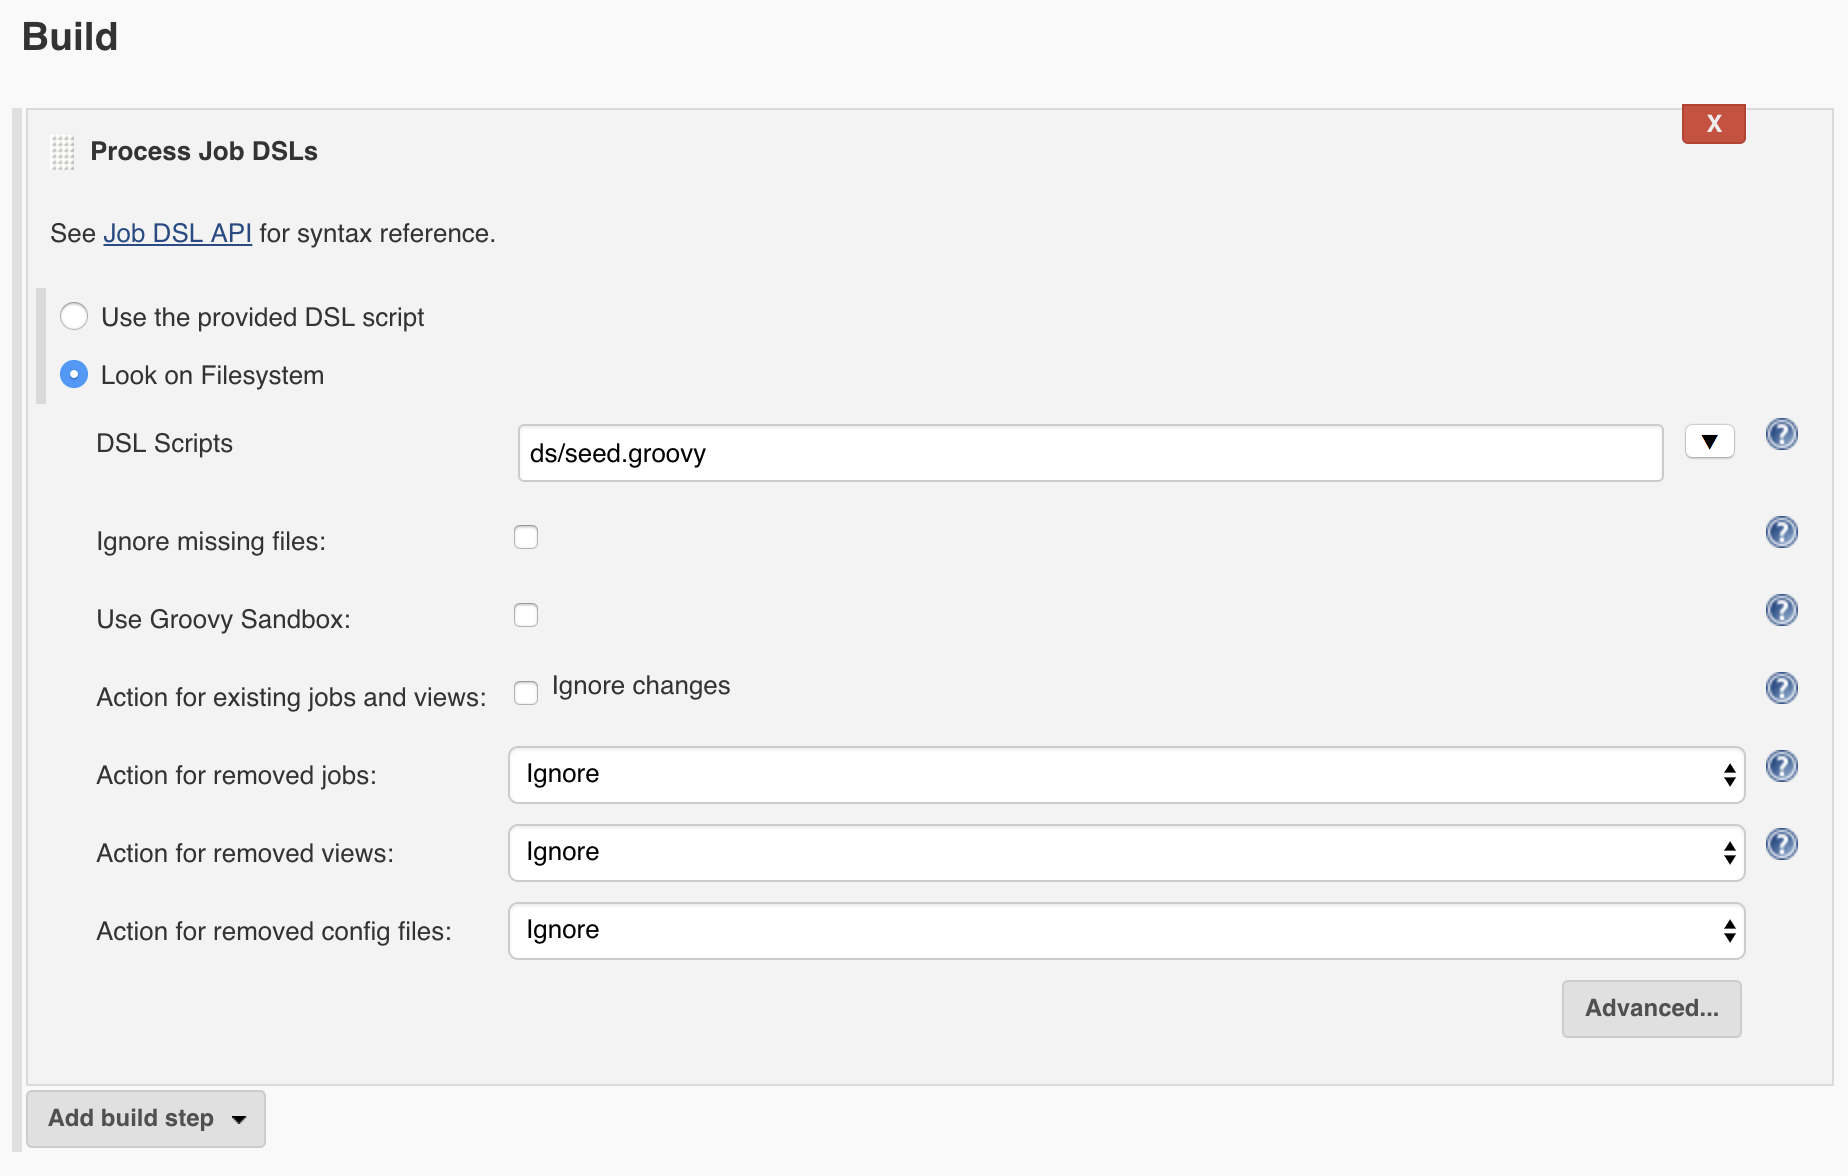 Build
X
Process Job DSLs
See Job DSL API for syntax reference.
Use the provided DSL script
Look on Filesystem
DSL Scripts
ds/seed.groovy
Ignore missing files:
Use Groovy Sandbox:
Action for existing jobs and views:
Ignore changes
Action for removed jobs:
Ignore
Action for removed views:
Ignore
Action for removed config files:
Ignore
Advanced...
Add build step